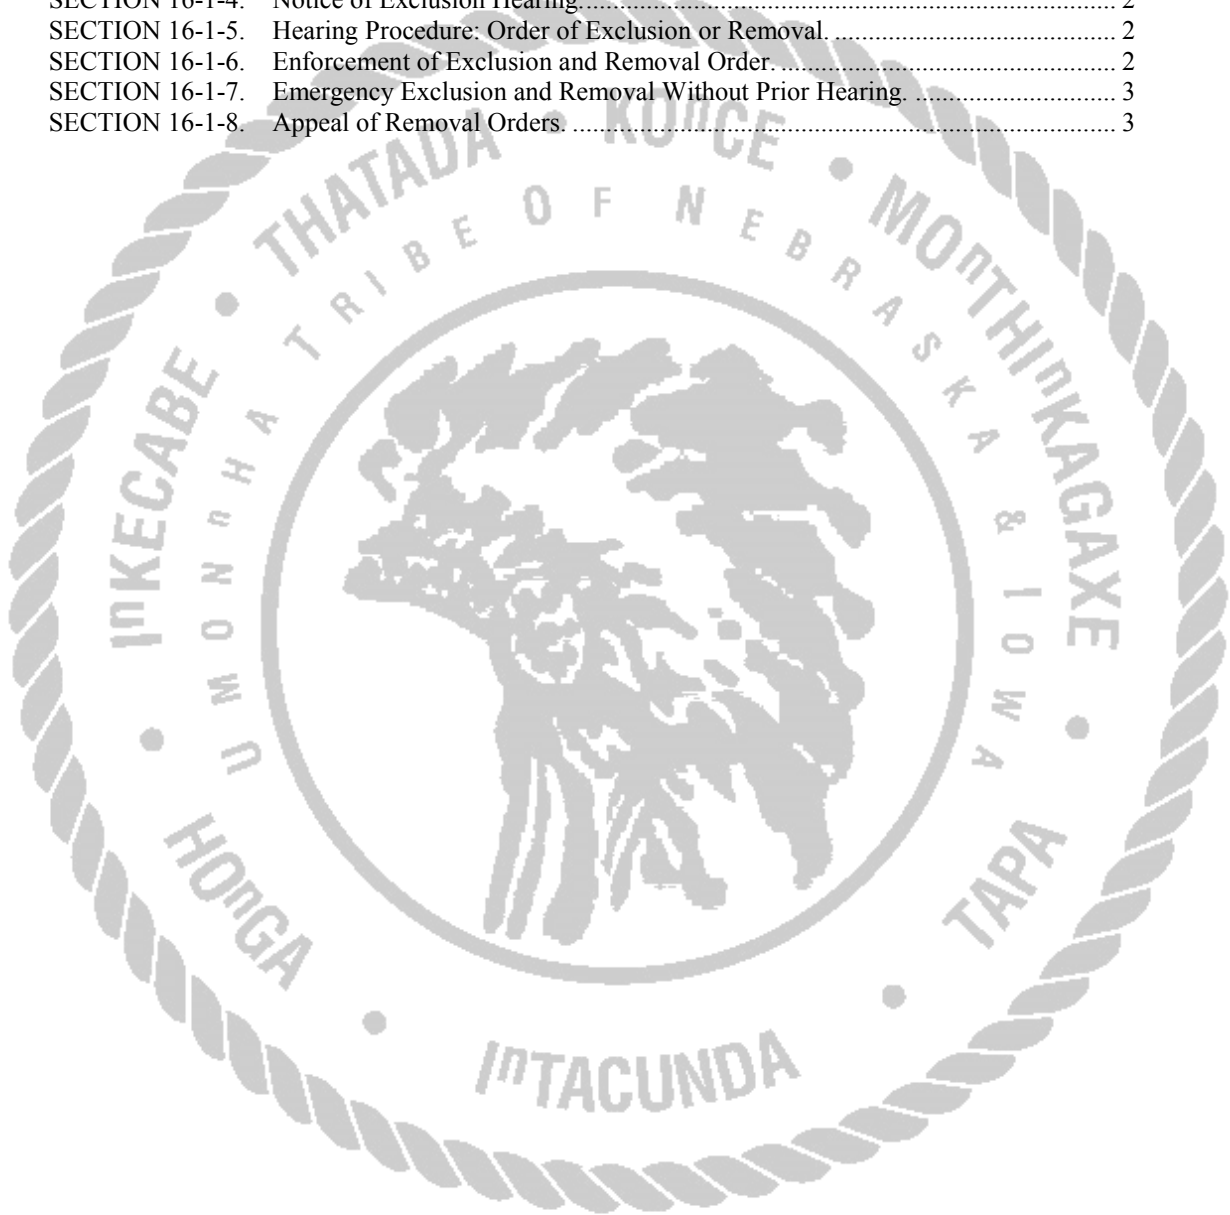 SECTION 16-1-4. Notice of Exclusion Hearing. ........ 2
SECTION 16-1-5. Hearing Procedure: Order of Exclusion or Removal. ........ 2
SECTION 16-1-6. Enforcement of Exclusion and Removal Order. ........ 2
SECTION 16-1-7. Emergency Exclusion and Removal Without Prior Hearing. ........ 3
SECTION 16-1-8. Appeal of Removal Orders. ........ 3
IⁿKECABE • THATADA • KOⁿCE • MOⁿTHIⁿKAGAXE • TAPA • IⁿTACUNDA • HOⁿGA •
UMONⁿHA TRIBE OF NEBRASKA & IOWA